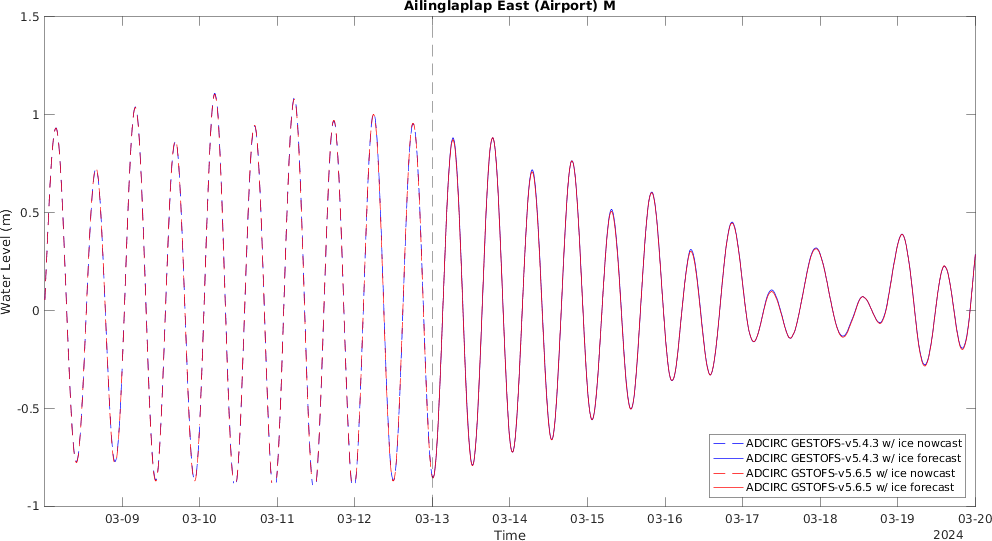 Ailinglaplap East (Airport) M
1.5
1
0.5
0
-0.5
-1
Water Level (m)
03-09 03-10 03-11 03-12 03-13 03-14 03-15 03-16 03-17 03-18 03-19 03-20
Time
2024
ADCIRC GESTOFS-v5.4.3 w/ ice nowcast
ADCIRC GESTOFS-v5.4.3 w/ ice forecast
ADCIRC GSTOFS-v5.6.5 w/ ice nowcast
ADCIRC GSTOFS-v5.6.5 w/ ice forecast